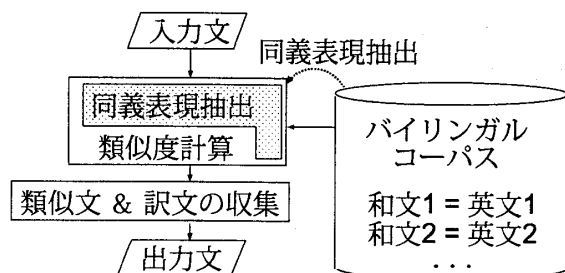 入力文
同義表現抽出
同義表現抽出
類似度計算
類似文 & 訳文の収集
出力文
バイリンガル
コーパス
和文1 = 英文1
和文2 = 英文2
. . .